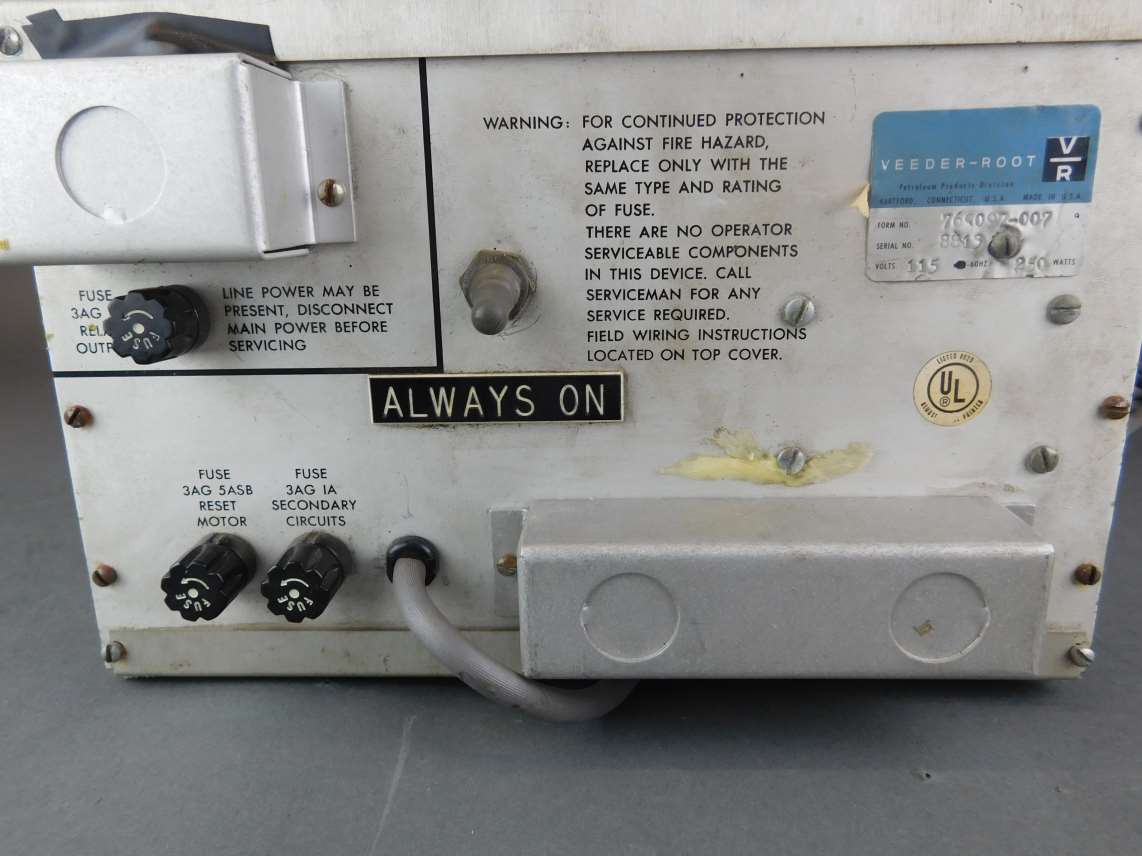 WARNING: FOR CONTINUED PROTECTION
AGAINST FIRE HAZARD,
REPLACE ONLY WITH THE
SAME TYPE AND RATING
OF FUSE.
THERE ARE NO OPERATOR
SERVICEABLE COMPONENTS
IN THIS DEVICE. CALL
SERVICEMAN FOR ANY
SERVICE REQUIRED.
FIELD WIRING INSTRUCTIONS
LOCATED ON TOP COVER.
VEEDER-ROOT
V
R
Petroleum Products Division
HARTFORD, CONNECTICUT, U.S.A. MADE IN U.S.A.
FORM NO.
SERIAL NO.
VOLTS 115 60HZ 250 WATTS
FUSE
3AG
LINE POWER MAY BE
PRESENT, DISCONNECT
MAIN POWER BEFORE
SERVICING
FUSE
LISTED
UL
®
ALWAYS ON
FUSE
3AG 5ASB
RESET
MOTOR
FUSE
3AG 1A
SECONDARY
CIRCUITS
FUSE
FUSE